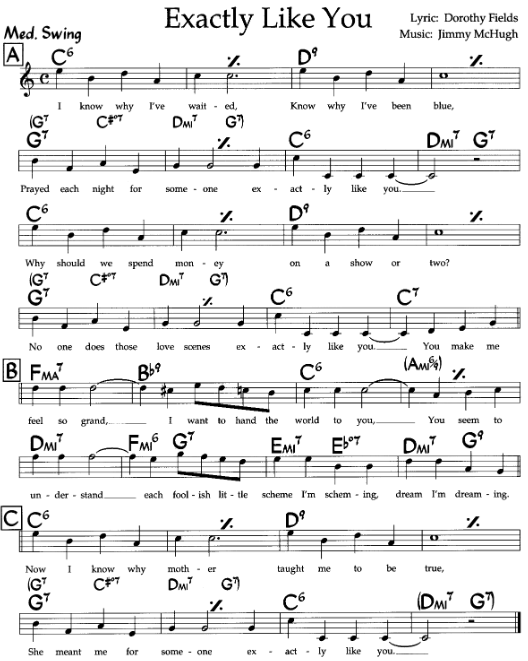 Exactly Like You
Lyric: Dorothy Fields
Med. Swing
Music: Jimmy McHugh
A
C6 D9
I know why I've wait - ed, Know why I've been blue,
(G7 C#o7 DMI7 G7)
G7 C6 DMI7 G7
Prayed each night for some - one ex - act - ly like you.
C6 D9
Why should we spend mon - ey on a show or two?
(G7 C#o7 DMI7 G7)
G7 C6 C7
No one does those love scenes ex - act - ly like you. You make me
B
FMA7 Bb9 C6 (AMI6/9)
feel so grand, I want to hand the world to you, You seem to
DMI7 FMI6 G7 EMI7 Ebo7 DMI7 G9
un - der - stand each fool - ish lit - tle scheme I'm schem - ing, dream I'm dream - ing.
C
C6 D9
Now I know why moth - er taught me to be true,
(G7 C#o7 DMI7 G7)
G7 C6 (DMI7 G7)
She meant me for some - one ex - act - ly like you.